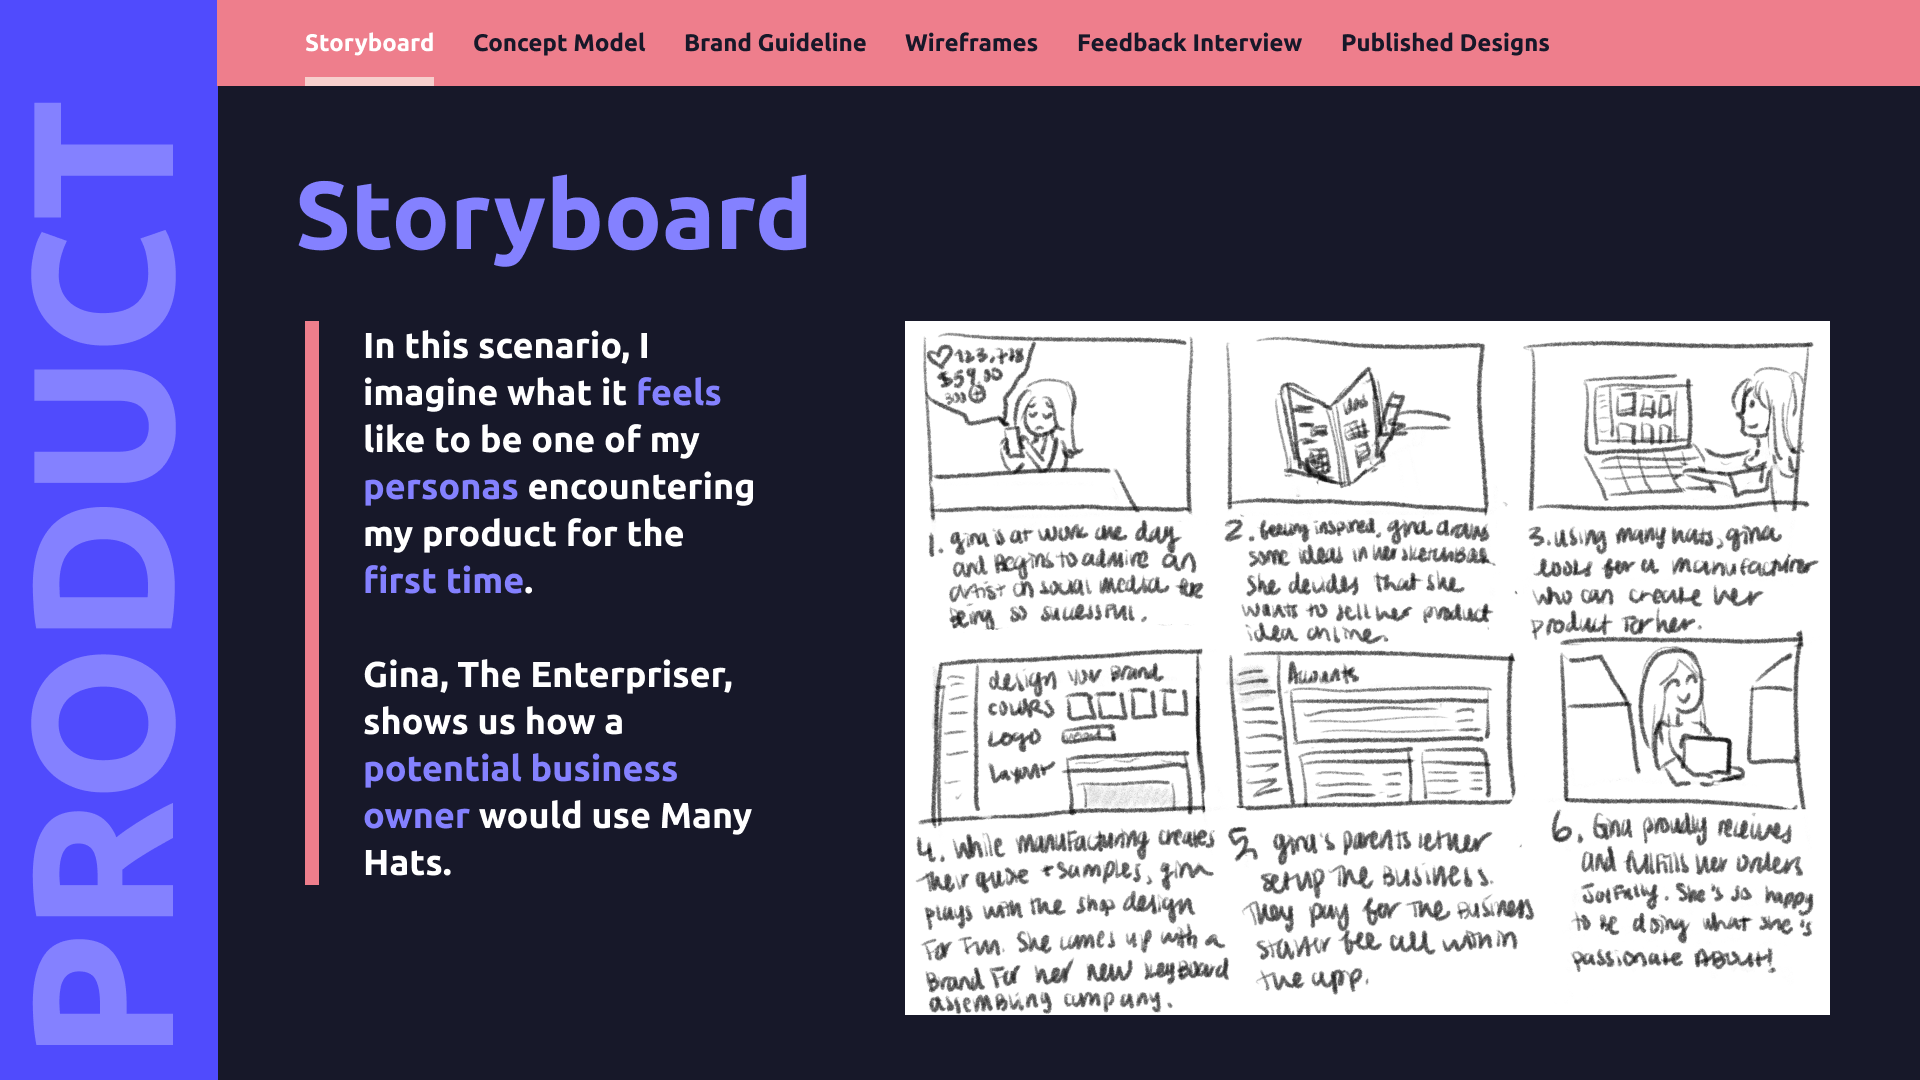 Storyboard Concept Model Brand Guideline Wireframes Feedback Interview Published Designs
PRODUCT
Storyboard
In this scenario, I
imagine what it feels
like to be one of my
personas encountering
my product for the
first time.
Gina, The Enterpriser,
shows us how a
potential business
owner would use Many
Hats.
123,728
$59.00
300
1. gina is at work one day
and Begins to admire an
artist on social media for
Being so successful.
ideas
2. feeling inspired, gina draws
some ideas in her sketchbook.
She decides that she
wants to sell her product
idea online.
3. using many hats, gina
looks for a manufacturer
who can create her
product for her.
design your Brand
COLORS
LOGO
Layout
4. While manufacturing creates
their quote + samples, gina
plays with the shop design
For Fun. She comes up with a
Brand For her new keyboard
assembling company.
Accounts
5. gina's parents let her
setup the Business.
They pay for the Business
starter fee all within
the app.
6. Gina proudly receives
and fulfills her orders
Joyfully. She's so happy
to be doing what she's
passionate ABOUT!